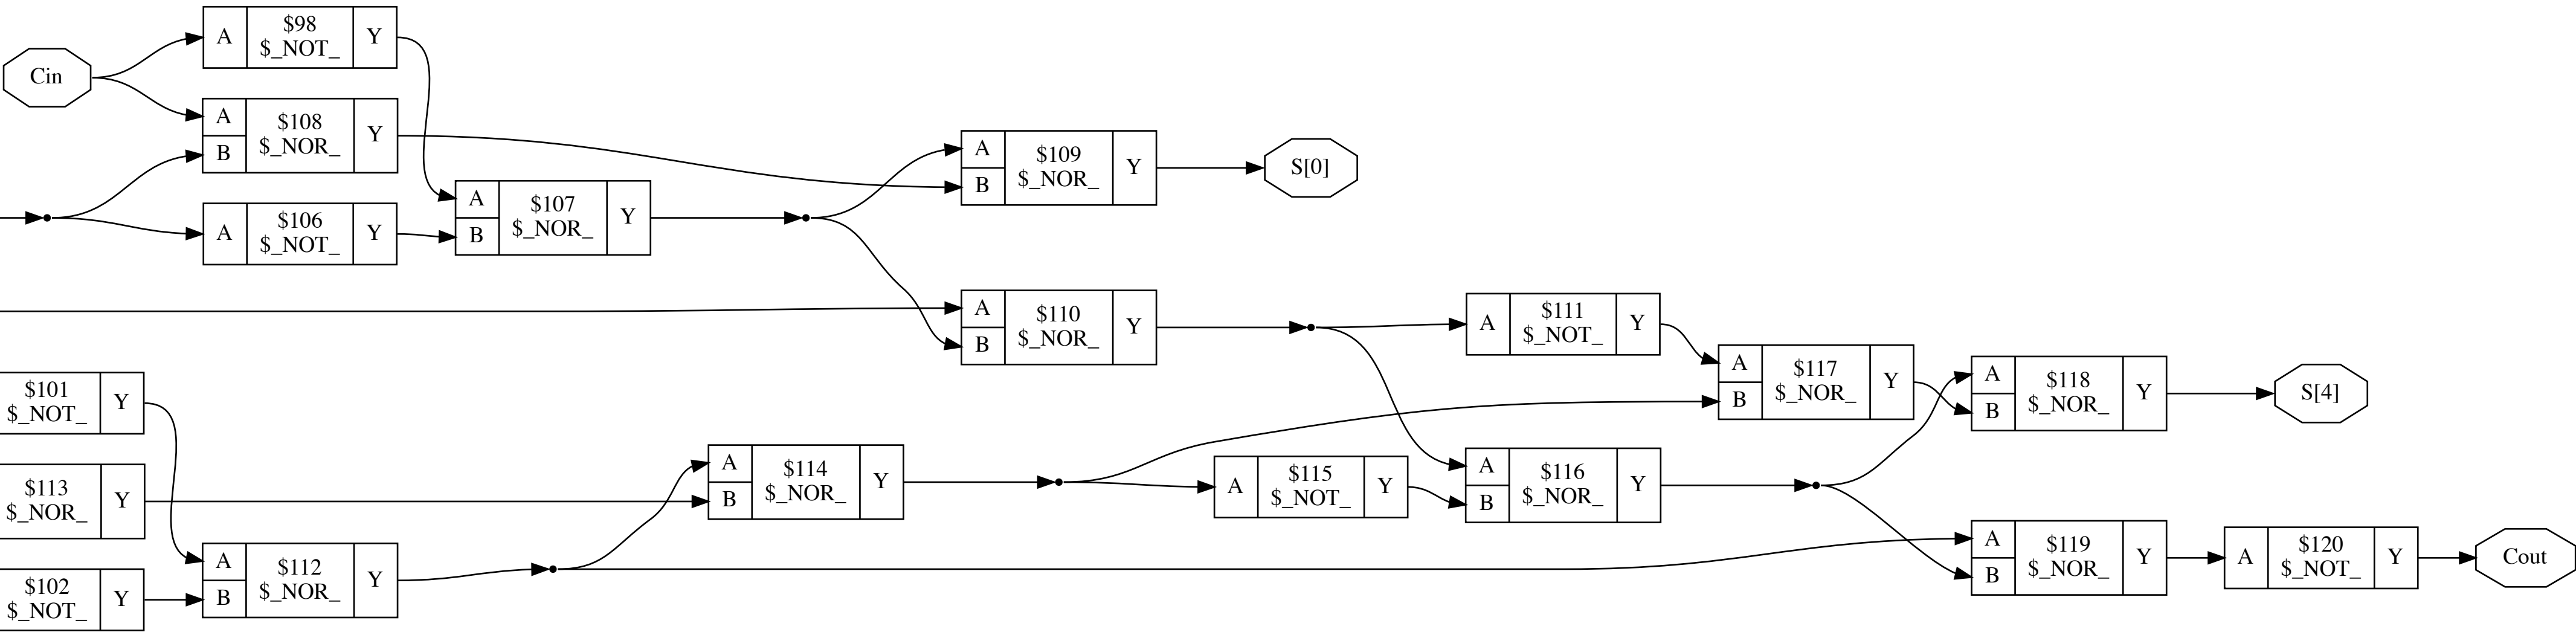 Cin
A $98 Y
$_NOT_
A $108 Y
B $_NOR_
A $106 Y
$_NOT_
A $107 Y
B $_NOR_
A $109 Y
B $_NOR_
S[0]
A $110 Y
B $_NOR_
A $111 Y
$_NOT_
A $117 Y
B $_NOR_
A $118 Y
B $_NOR_
S[4]
$101 Y
$_NOT_
$113 Y
$_NOR_
$102 Y
$_NOT_
A $112 Y
B $_NOR_
A $114 Y
B $_NOR_
A $115 Y
$_NOT_
A $116 Y
B $_NOR_
A $119 Y
B $_NOR_
A $120 Y
$_NOT_
Cout